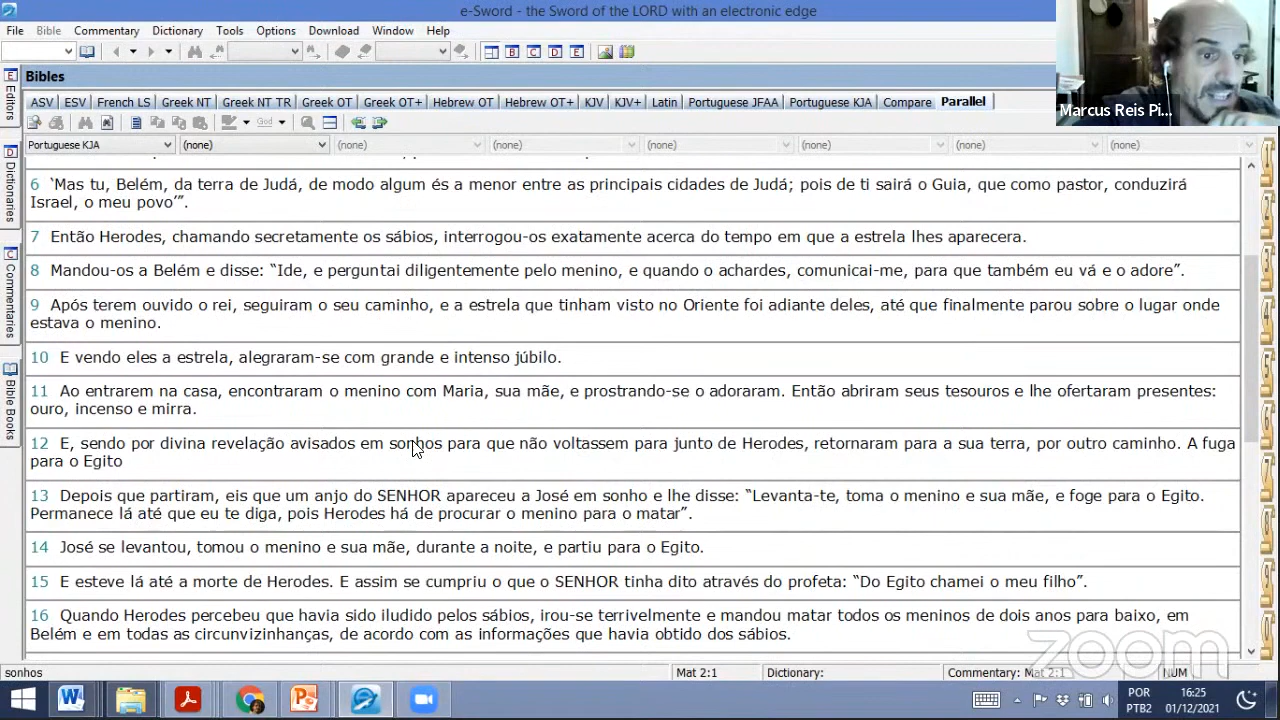 e-Sword - the Sword of the LORD with an electronic edge
File Bible Commentary Dictionary Tools Options Download Window Help
B C D E
Bibles
ASV ESV French LS Greek NT Greek NT TR Greek OT Greek OT+ Hebrew OT Hebrew OT+ KJV KJV+ Latin Portuguese JFAA Portuguese KJA Compare Parallel
Marcus Reis Pi...
God
Portuguese KJA (none) (none) (none) (none) (none) (none) (none)
Editors
Dictionaries
Commentaries
Bible Books
6 ‘Mas tu, Belém, da terra de Judá, de modo algum és a menor entre as principais cidades de Judá; pois de ti sairá o Guia, que como pastor, conduzirá
Israel, o meu povo’”.
7 Então Herodes, chamando secretamente os sábios, interrogou-os exatamente acerca do tempo em que a estrela lhes aparecera.
8 Mandou-os a Belém e disse: “Ide, e perguntai diligentemente pelo menino, e quando o achardes, comunicai-me, para que também eu vá e o adore”.
9 Após terem ouvido o rei, seguiram o seu caminho, e a estrela que tinham visto no Oriente foi adiante deles, até que finalmente parou sobre o lugar onde
estava o menino.
10 E vendo eles a estrela, alegraram-se com grande e intenso júbilo.
11 Ao entrarem na casa, encontraram o menino com Maria, sua mãe, e prostrando-se o adoraram. Então abriram seus tesouros e lhe ofertaram presentes:
ouro, incenso e mirra.
12 E, sendo por divina revelação avisados em sonhos para que não voltassem para junto de Herodes, retornaram para a sua terra, por outro caminho. A fuga
para o Egito
13 Depois que partiram, eis que um anjo do SENHOR apareceu a José em sonho e lhe disse: “Levanta-te, toma o menino e sua mãe, e foge para o Egito.
Permanece lá até que eu te diga, pois Herodes há de procurar o menino para o matar”.
14 José se levantou, tomou o menino e sua mãe, durante a noite, e partiu para o Egito.
15 E esteve lá até a morte de Herodes. E assim se cumpriu o que o SENHOR tinha dito através do profeta: “Do Egito chamei o meu filho”.
16 Quando Herodes percebeu que havia sido iludido pelos sábios, irou-se terrivelmente e mandou matar todos os meninos de dois anos para baixo, em
Belém e em todas as circunvizinhanças, de acordo com as informações que havia obtido dos sábios.
zoom
sonhos Mat 2:1 Dictionary: Commentary: Mat 2:1 NUM
POR 16:25
PTB2 01/12/2021